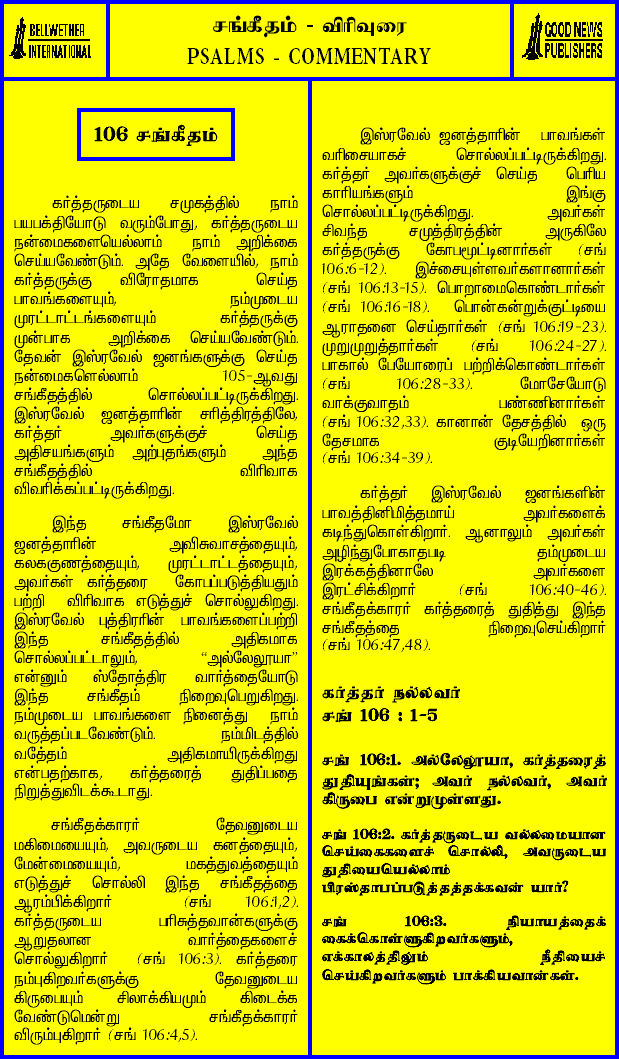 BELLWETHER
INTERNATIONAL
சங்கீதம் - விரிவுரை
PSALMS - COMMENTARY
GOOD NEWS
PUBLISHERS
106 சங்கீதம்
கர்த்தருடைய சமுகத்தில் நாம்
பயபக்தியோடு வரும்போது, கர்த்தருடைய
நன்மைகளையெல்லாம் நாம் அறிக்கை
செய்யவேண்டும். அதே வேளையில், நாம்
கர்த்தருக்கு விரோதமாக செய்த
பாவங்களையும், நம்முடைய
முரட்டாட்டங்களையும் கர்த்தருக்கு
முன்பாக அறிக்கை செய்யவேண்டும்.
தேவன் இஸ்ரவேல் ஜனங்களுக்கு செய்த
நன்மைகளெல்லாம் 105-ஆவது
சங்கீதத்தில் சொல்லப்பட்டிருக்கிறது.
இஸ்ரவேல் ஜனத்தாரின் சரித்திரத்திலே,
கர்த்தர் அவர்களுக்குச் செய்த
அதிசயங்களும் அற்புதங்களும் அந்த
சங்கீதத்தில் விரிவாக
விவரிக்கப்பட்டிருக்கிறது.
இந்த சங்கீதமோ இஸ்ரவேல்
ஜனத்தாரின் அவிசுவாசத்தையும்,
கலககுணத்தையும், முரட்டாட்டத்தையும்,
அவர்கள் கர்த்தரை கோபப்படுத்தியதும்
பற்றி விரிவாக எடுத்துச் சொல்லுகிறது.
இஸ்ரவேல் புத்திரரின் பாவங்களைப்பற்றி
இந்த சங்கீதத்தில் அதிகமாக
சொல்லப்பட்டாலும், “அல்லேலூயா”
என்னும் ஸ்தோத்திர வார்த்தையோடு
இந்த சங்கீதம் நிறைவுபெறுகிறது.
நம்முடைய பாவங்களை நினைத்து நாம்
வருத்தப்படவேண்டும். நம்மிடத்தில்
வதே்தம் அதிகமாயிருக்கிறது
என்பதற்காக, கர்த்தரைத் துதிப்பதை
நிறுத்துவிடக்கூடாது.
சங்கீதக்காரர் தேவனுடைய
மகிமையையும், அவருடைய கனத்தையும்,
மேன்மையையும், மகத்துவத்தையும்
எடுத்துச் சொல்லி இந்த சங்கீதத்தை
ஆரம்பிக்கிறார் (சங் 106:1,2).
கர்த்தருடைய பரிசுத்தவான்களுக்கு
ஆறுதலான வார்த்தைகளைச்
சொல்லுகிறார் (சங் 106:3). கர்த்தரை
நம்புகிறவர்களுக்கு தேவனுடைய
கிருபையும் சிலாக்கியமும் கிடைக்க
வேண்டுமென்று சங்கீதக்காரர்
விரும்புகிறார் (சங் 106:4,5).
இஸ்ரவேல் ஜனத்தாரின் பாவங்கள்
வரிசையாகச் சொல்லப்பட்டிருக்கிறது.
கர்த்தர் அவர்களுக்குச் செய்த பெரிய
காரியங்களும் இங்கு
சொல்லப்பட்டிருக்கிறது. அவர்கள்
சிவந்த சமுத்திரத்தின் அருகிலே
கர்த்தருக்கு கோபமூட்டினார்கள் (சங்
106:6-12). இச்சையுள்ளவர்களானார்கள்
(சங் 106:13-15). பொறாமைகொண்டார்கள்
(சங் 106:16-18). பொன்கன்றுக்குட்டியை
ஆராதனை செய்தார்கள் (சங் 106:19-23).
முறுமுறுத்தார்கள் (சங் 106:24-27).
பாகால் பேயோரைப் பற்றிக்கொண்டார்கள்
(சங் 106:28-33). மோசேயோடு
வாக்குவாதம் பண்ணினார்கள்
(சங் 106:32,33). கானான் தேசத்தில் ஒரு
தேசமாக குடியேறினார்கள்
(சங் 106:34-39).
கர்த்தர் இஸ்ரவேல் ஜனங்களின்
பாவத்தினிமித்தமாய் அவர்களைக்
கடிந்துகொள்கிறார். ஆனாலும் அவர்கள்
அழிந்துபோகாதபடி தம்முடைய
இரக்கத்தினாலே அவர்களை
இரட்சிக்கிறார் (சங் 106:40-46).
சங்கீதக்காரர் கர்த்தரைத் துதித்து இந்த
சங்கீதத்தை நிறைவுசெய்கிறார்
(சங் 106:47,48).
கர்த்தர் நல்லவர்
சங் 106 : 1-5
சங் 106:1. அல்லேலூயா, கர்த்தரைத்
துதியுங்கள்; அவர் நல்லவர், அவர்
கிருபை என்றுமுள்ளது.
சங் 106:2. கர்த்தருடைய வல்லமையான
செய்கைகளைச் சொல்லி, அவருடைய
துதியையெல்லாம்
பிரஸ்தாபப்படுத்தத்தக்கவன் யார்?
சங் 106:3. நியாயத்தைக்
கைக்கொள்ளுகிறவர்களும்,
எக்காலத்திலும் நீதியைச்
செய்கிறவர்களும் பாக்கியவான்கள்.